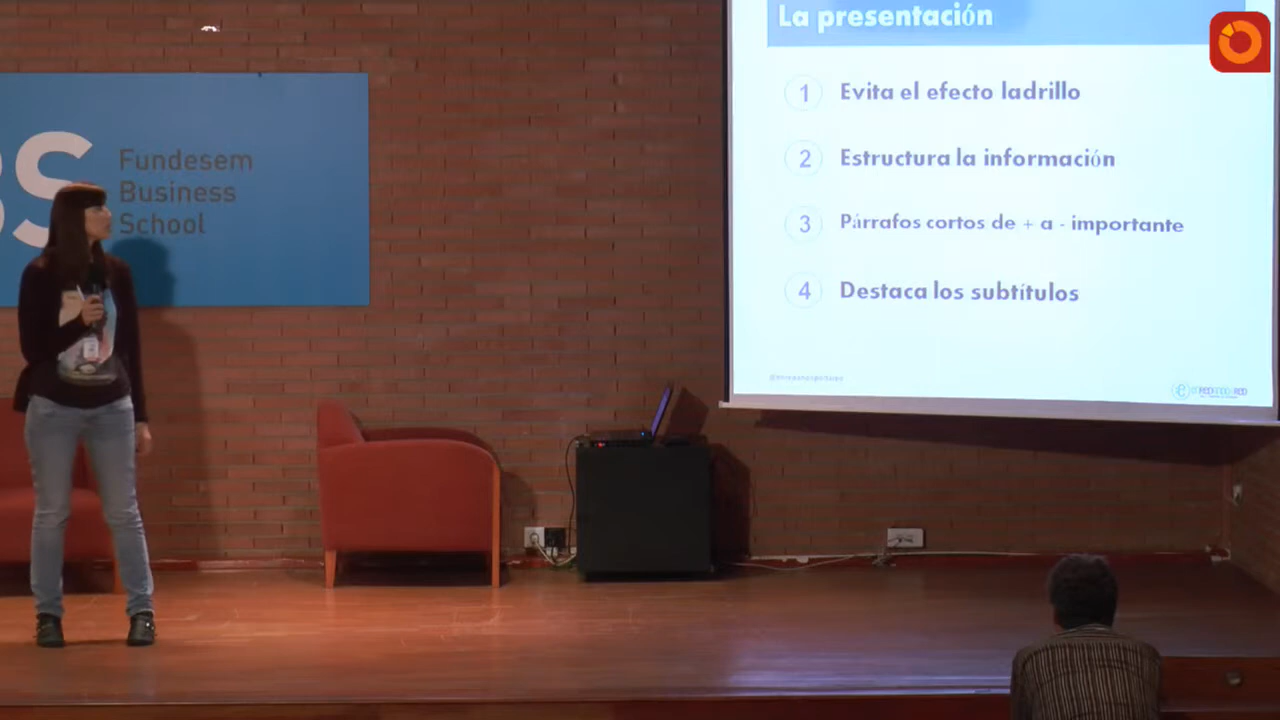 BS
Fundesem
Business
School
La presentación
1 Evita el efecto ladrillo
2 Estructura la información
3 Párrafos cortos de + a - importante
4 Destaca los subtítulos